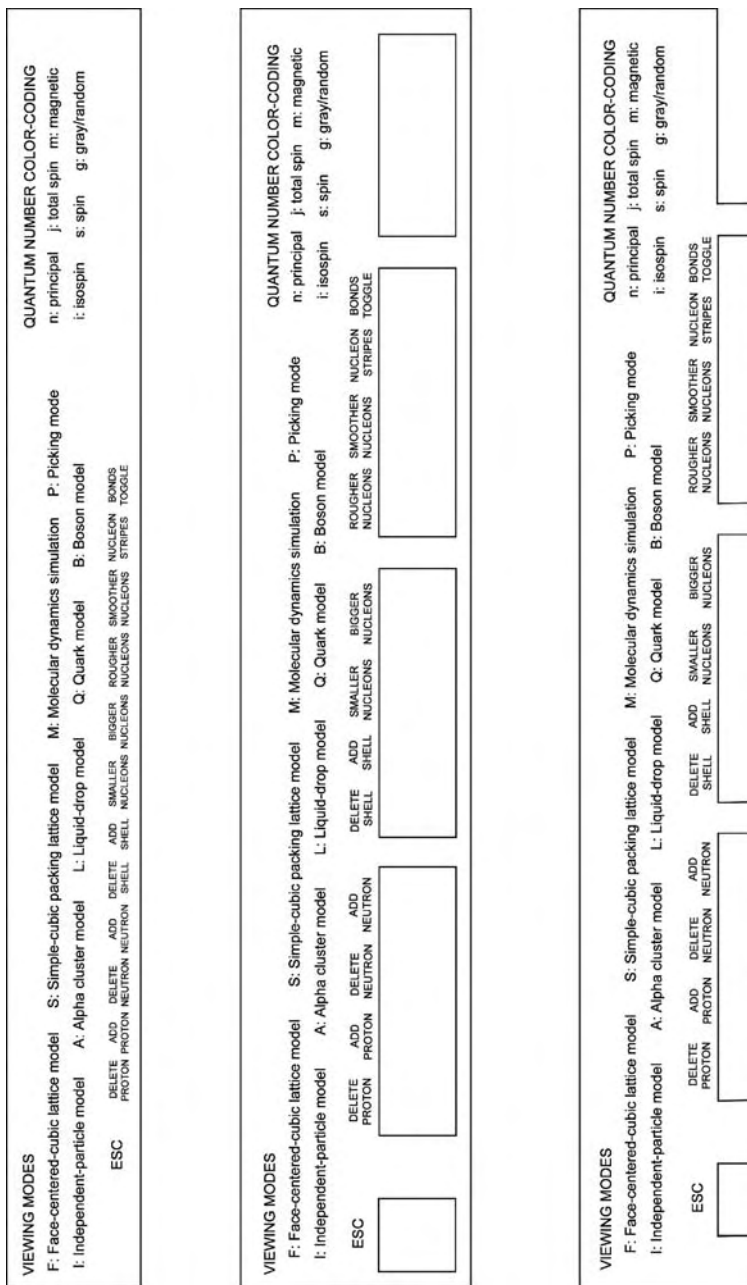 VIEWING MODES QUANTUM NUMBER COLOR-CODING
F: Face-centered-cubic lattice model S: Simple-cubic packing lattice model M: Molecular dynamics simulation P: Picking mode n: principal j: total spin m: magnetic
I: Independent-particle model A: Alpha cluster model L: Liquid-drop model Q: Quark model B: Boson model i: isospin s: spin g: gray/random
DELETE ADD DELETE ADD DELETE ADD SMALLER BIGGER ROUGHER SMOOTHER NUCLEON BONDS
ESC PROTON PROTON NEUTRON NEUTRON SHELL SHELL NUCLEONS NUCLEONS NUCLEONS NUCLEONS STRIPES TOGGLE
VIEWING MODES QUANTUM NUMBER COLOR-CODING
F: Face-centered-cubic lattice model S: Simple-cubic packing lattice model M: Molecular dynamics simulation P: Picking mode n: principal j: total spin m: magnetic
I: Independent-particle model A: Alpha cluster model L: Liquid-drop model Q: Quark model B: Boson model i: isospin s: spin g: gray/random
DELETE ADD DELETE ADD DELETE ADD SMALLER BIGGER ROUGHER SMOOTHER NUCLEON BONDS
ESC PROTON PROTON NEUTRON NEUTRON SHELL SHELL NUCLEONS NUCLEONS NUCLEONS NUCLEONS STRIPES TOGGLE
VIEWING MODES QUANTUM NUMBER COLOR-CODING
F: Face-centered-cubic lattice model S: Simple-cubic packing lattice model M: Molecular dynamics simulation P: Picking mode n: principal j: total spin m: magnetic
I: Independent-particle model A: Alpha cluster model L: Liquid-drop model Q: Quark model B: Boson model i: isospin s: spin g: gray/random
DELETE ADD DELETE ADD DELETE ADD SMALLER BIGGER ROUGHER SMOOTHER NUCLEON BONDS
ESC PROTON PROTON NEUTRON NEUTRON SHELL SHELL NUCLEONS NUCLEONS NUCLEONS NUCLEONS STRIPES TOGGLE